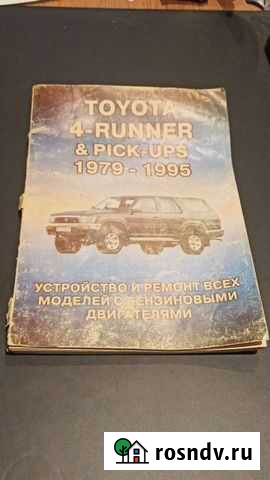 TOYOTA
4-RUNNER
& PICK-UPS
1979 - 1995
УСТРОЙСТВО И РЕМОНТ ВСЕХ
МОДЕЛЕЙ С БЕНЗИНОВЫМИ
ДВИГАТЕЛЯМИ
rosndv.ru